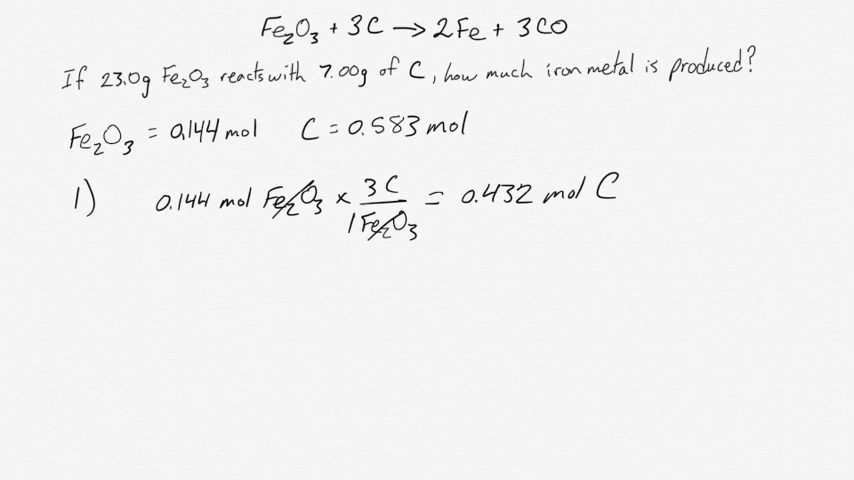 Fe₂O₃ + 3C → 2Fe + 3CO
If 23.0g Fe₂O₃ reacts with 7.00g of C, how much iron metal is produced?
Fe₂O₃ = 0.144 mol C = 0.583 mol
1) 0.144 mol Fe₂O₃ × 3C / 1Fe₂O₃ = 0.432 mol C